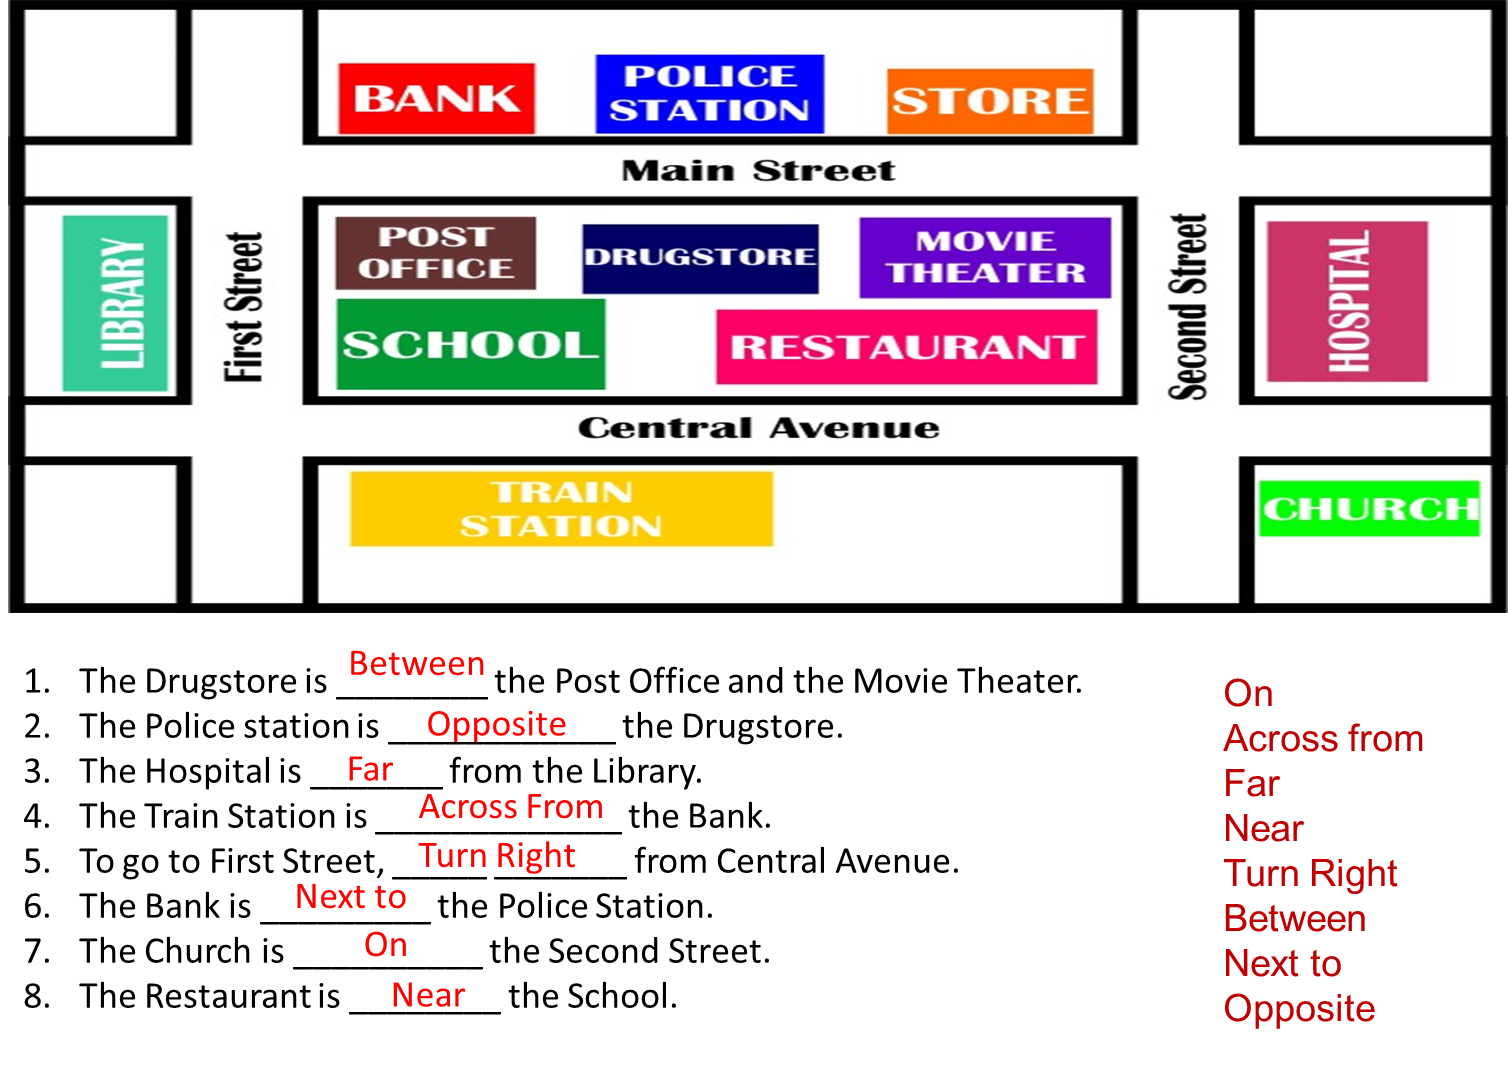 BANK
POLICE
STATION
STORE
Main Street
LIBRARY
First Street
POST
OFFICE
DRUGSTORE
MOVIE
THEATER
Second Street
HOSPITAL
SCHOOL
RESTAURANT
Central Avenue
TRAIN
STATION
CHURCH
1. The Drugstore is Between the Post Office and the Movie Theater.
2. The Police station is Opposite the Drugstore.
3. The Hospital is Far from the Library.
4. The Train Station is Across From the Bank.
5. To go to First Street, Turn Right from Central Avenue.
6. The Bank is Next to the Police Station.
7. The Church is On the Second Street.
8. The Restaurant is Near the School.
On
Across from
Far
Near
Turn Right
Between
Next to
Opposite